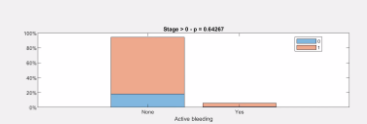 Stage > 0 - p = 0.64267
100%
80%
60%
40%
20%
0%
0
1
None
Yes
Active bleeding